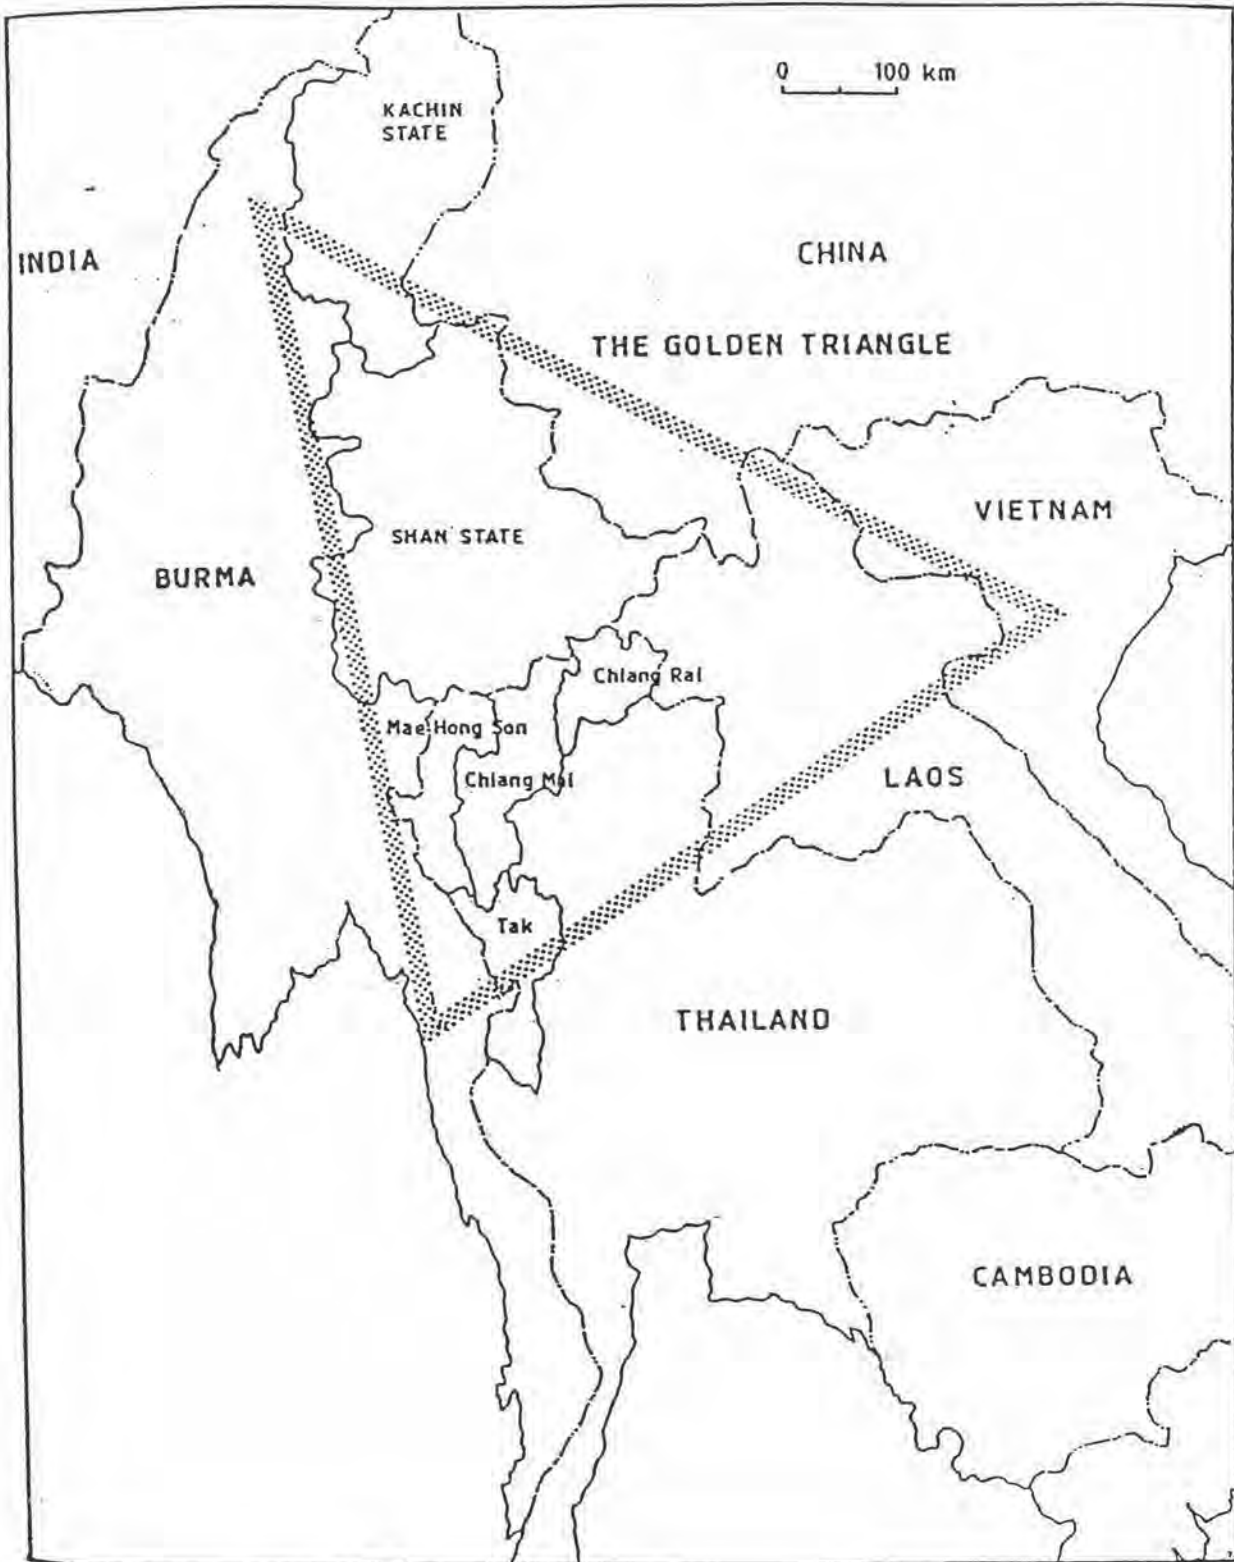 0 100 km
KACHIN
STATE
INDIA
CHINA
THE GOLDEN TRIANGLE
VIETNAM
SHAN STATE
BURMA
Chiang Rai
Mae Hong Son
Chiang Mai
LAOS
Tak
THAILAND
CAMBODIA